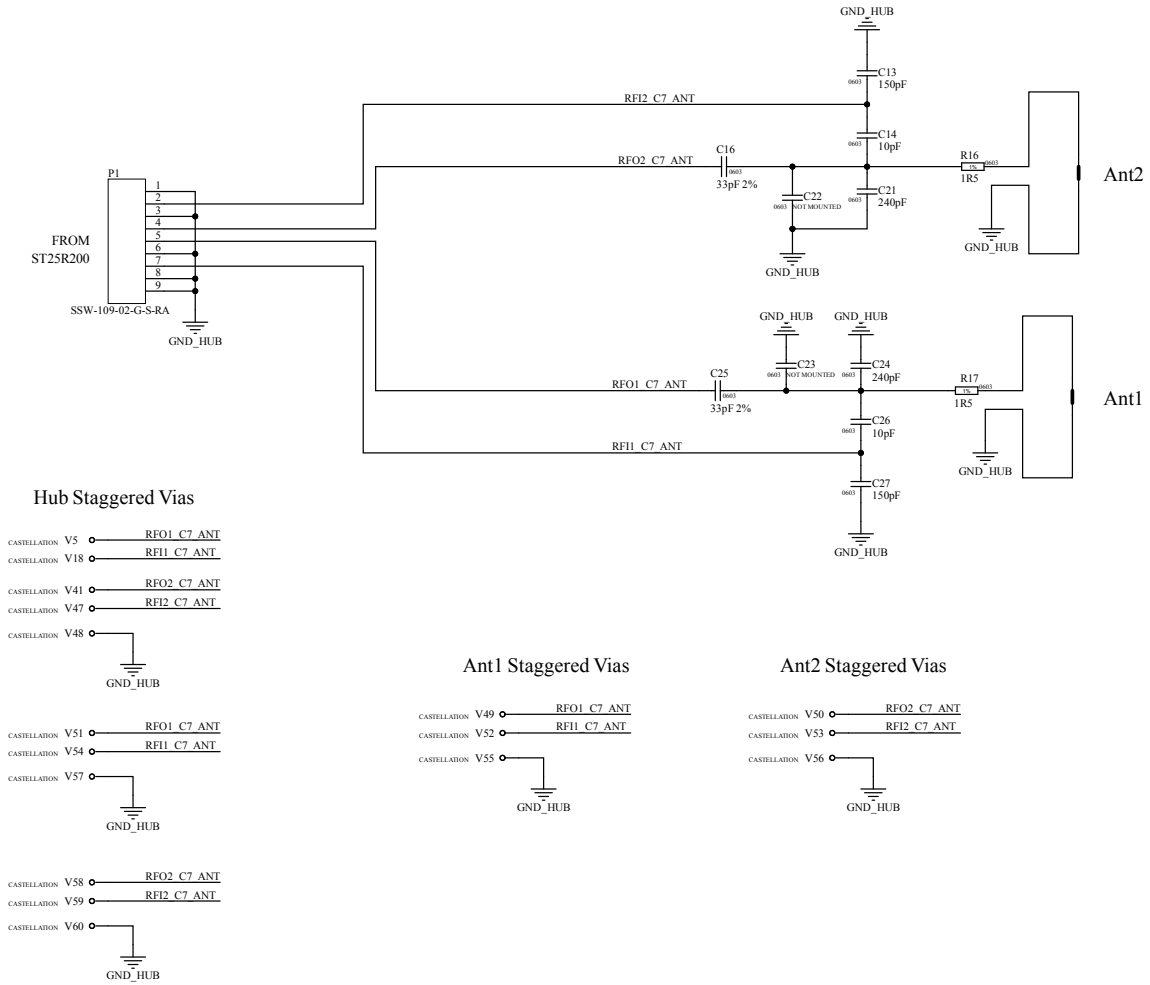 GND_HUB
C13
0603
150pF
RFI2_C7_ANT
C14
0603
10pF
C16
RFO2_C7_ANT
0603
33pF 2%
R16
0603
1%
1R5
Ant2
C22
0603 NOT MOUNTED
C21
0603
240pF
GND_HUB
GND_HUB
P1
1
2
3
4
5
6
7
8
9
FROM
ST25R200
SSW-109-02-G-S-RA
GND_HUB
GND_HUB
GND_HUB
C23
0603 NOT MOUNTED
C24
0603
240pF
C25
RFO1_C7_ANT
0603
33pF 2%
R17
0603
1%
1R5
Ant1
C26
0603
10pF
RFI1_C7_ANT
GND_HUB
C27
0603
150pF
GND_HUB
Hub Staggered Vias
CASTELLATION V5 RFO1_C7_ANT
CASTELLATION V18 RFI1_C7_ANT
CASTELLATION V41 RFO2_C7_ANT
CASTELLATION V47 RFI2_C7_ANT
CASTELLATION V48
GND_HUB
CASTELLATION V51 RFO1_C7_ANT
CASTELLATION V54 RFI1_C7_ANT
CASTELLATION V57
GND_HUB
CASTELLATION V58 RFO2_C7_ANT
CASTELLATION V59 RFI2_C7_ANT
CASTELLATION V60
GND_HUB
Ant1 Staggered Vias
CASTELLATION V49 RFO1_C7_ANT
CASTELLATION V52 RFI1_C7_ANT
CASTELLATION V55
GND_HUB
Ant2 Staggered Vias
CASTELLATION V50 RFO2_C7_ANT
CASTELLATION V53 RFI2_C7_ANT
CASTELLATION V56
GND_HUB